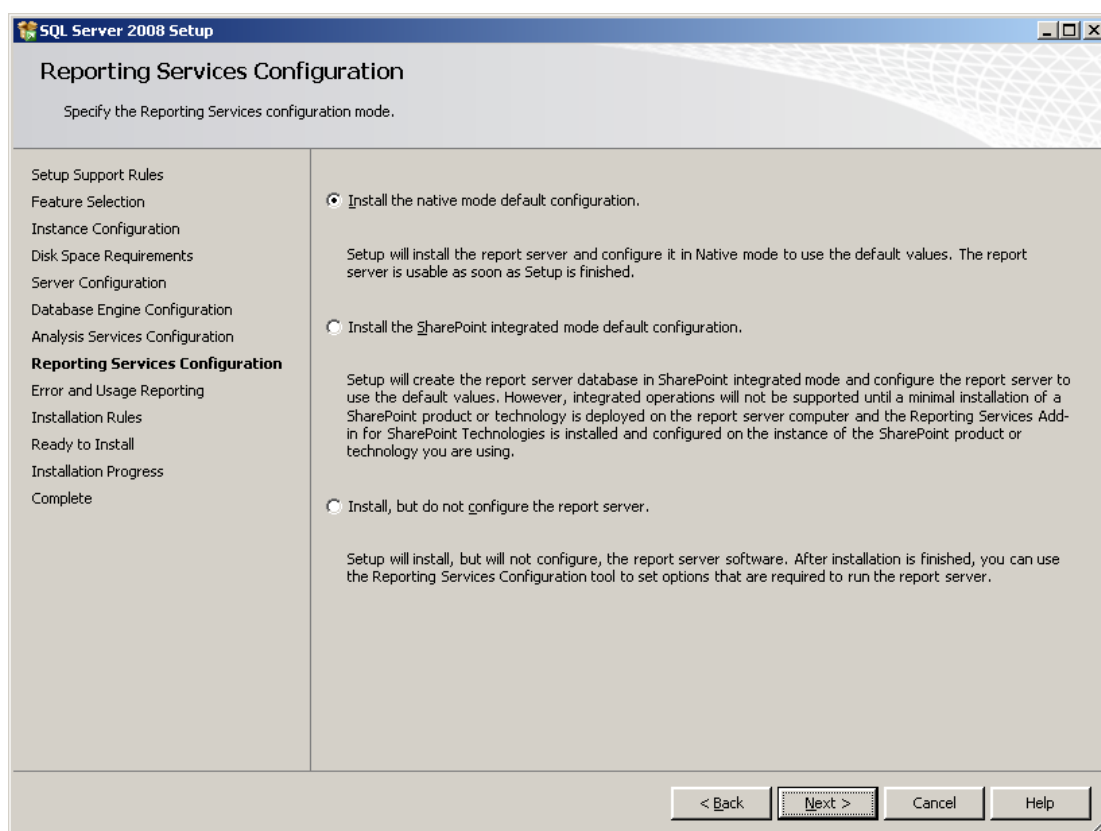 SQL Server 2008 Setup
Reporting Services Configuration
Specify the Reporting Services configuration mode.
Setup Support Rules
Feature Selection
Instance Configuration
Disk Space Requirements
Server Configuration
Database Engine Configuration
Analysis Services Configuration
Reporting Services Configuration
Error and Usage Reporting
Installation Rules
Ready to Install
Installation Progress
Complete
Install the native mode default configuration.
Setup will install the report server and configure it in Native mode to use the default values. The report
server is usable as soon as Setup is finished.
Install the SharePoint integrated mode default configuration.
Setup will create the report server database in SharePoint integrated mode and configure the report server to
use the default values. However, integrated operations will not be supported until a minimal installation of a
SharePoint product or technology is deployed on the report server computer and the Reporting Services Add-
in for SharePoint Technologies is installed and configured on the instance of the SharePoint product or
technology you are using.
Install, but do not configure the report server.
Setup will install, but will not configure, the report server software. After installation is finished, you can use
the Reporting Services Configuration tool to set options that are required to run the report server.
< Back
Next >
Cancel
Help